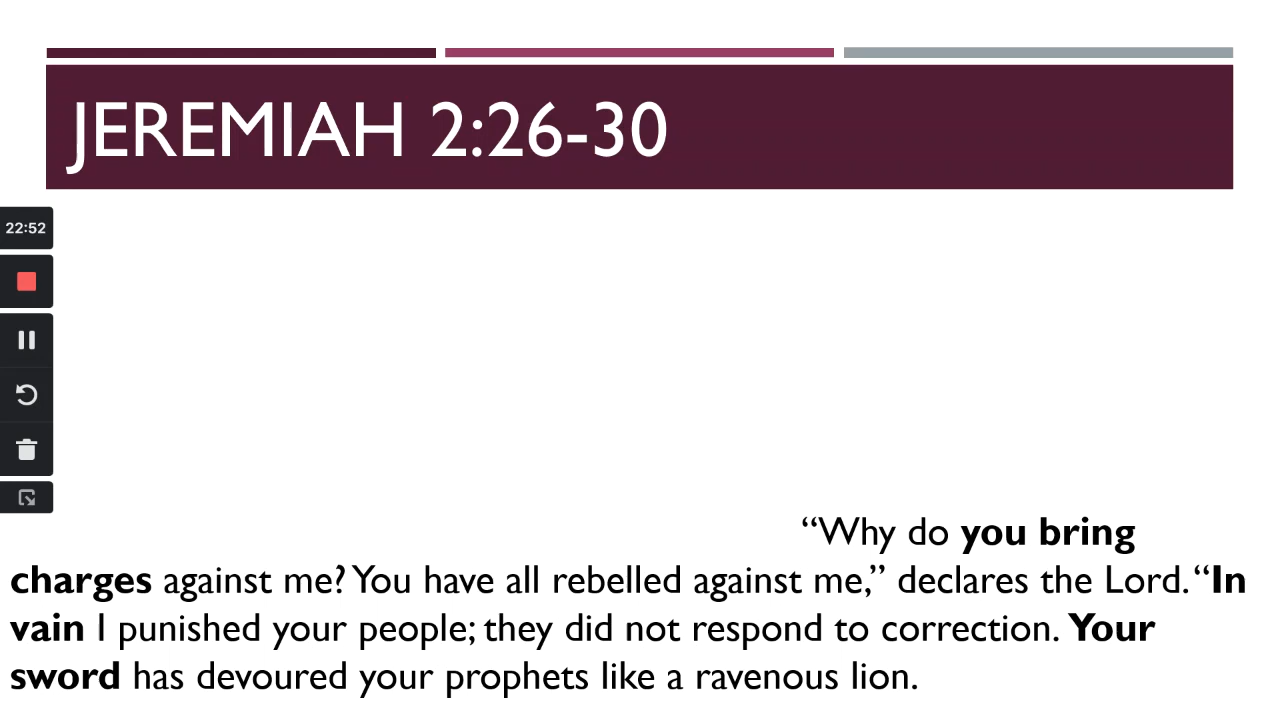 JEREMIAH 2:26-30
22:52
“Why do you bring
charges against me? You have all rebelled against me,” declares the Lord. “In
vain I punished your people; they did not respond to correction. Your
sword has devoured your prophets like a ravenous lion.